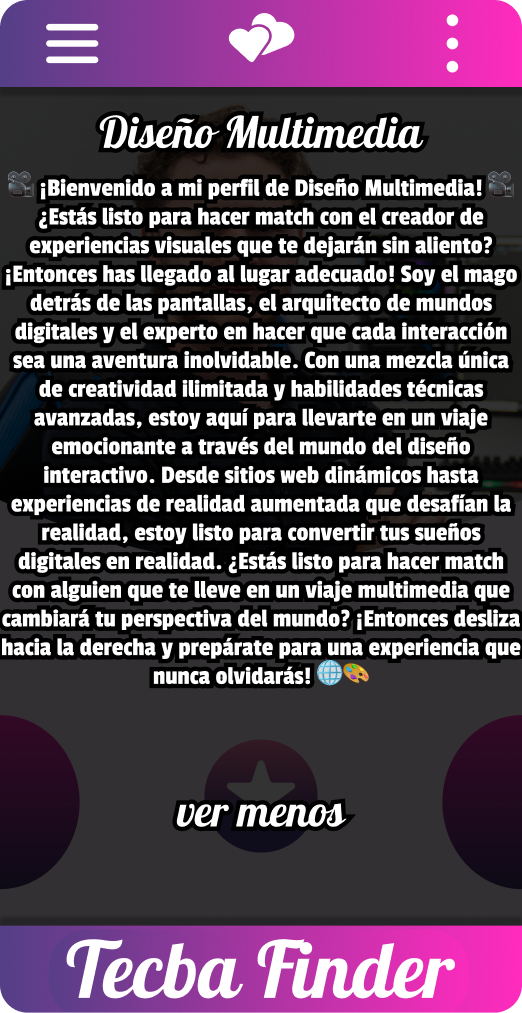 Diseño Multimedia
🎥 ¡Bienvenido a mi perfil de Diseño Multimedia! 🎥
¿Estás listo para hacer match con el creador de
experiencias visuales que te dejarán sin aliento?
¡Entonces has llegado al lugar adecuado! Soy el mago
detrás de las pantallas, el arquitecto de mundos
digitales y el experto en hacer que cada interacción
sea una aventura inolvidable. Con una mezcla única
de creatividad ilimitada y habilidades técnicas
avanzadas, estoy aquí para llevarte en un viaje
emocionante a través del mundo del diseño
interactivo. Desde sitios web dinámicos hasta
experiencias de realidad aumentada que desafían la
realidad, estoy listo para convertir tus sueños
digitales en realidad. ¿Estás listo para hacer match
con alguien que te lleve en un viaje multimedia que
cambiará tu perspectiva del mundo? ¡Entonces desliza
hacia la derecha y prepárate para una experiencia que
nunca olvidarás! 🌐🎨
ver menos
Tecba Finder